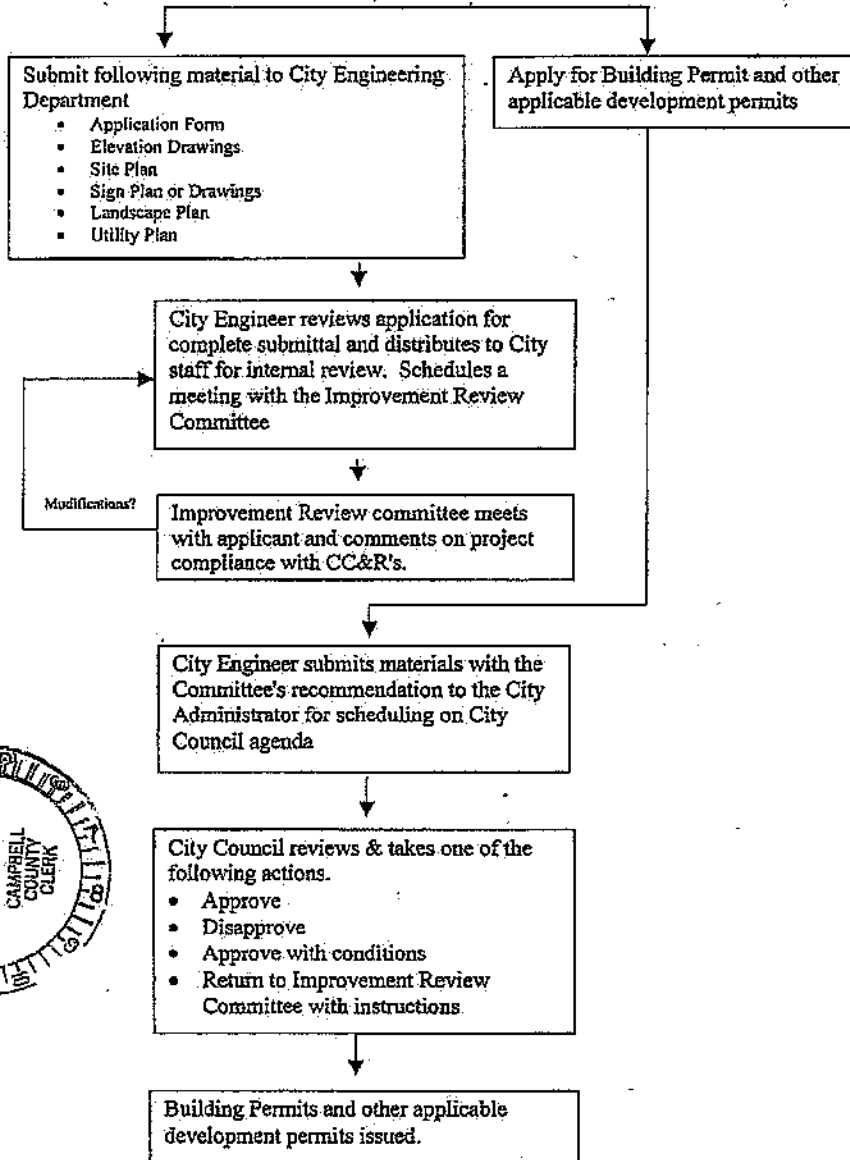 Submit following material to City Engineering
Department
• Application Form
• Elevation Drawings
• Site Plan
• Sign Plan or Drawings
• Landscape Plan
• Utility Plan
Apply for Building Permit and other
applicable development permits
City Engineer reviews application for
complete submittal and distributes to City
staff for internal review. Schedules a
meeting with the Improvement Review
Committee
Modifications?
Improvement Review committee meets
with applicant and comments on project
compliance with CC&R's.
City Engineer submits materials with the
Committee's recommendation to the City
Administrator for scheduling on City
Council agenda
CAMPBELL
COUNTY
CLERK
City Council reviews & takes one of the
following actions.
• Approve
• Disapprove
• Approve with conditions
• Return to Improvement Review
Committee with instructions
Building Permits and other applicable
development permits issued.